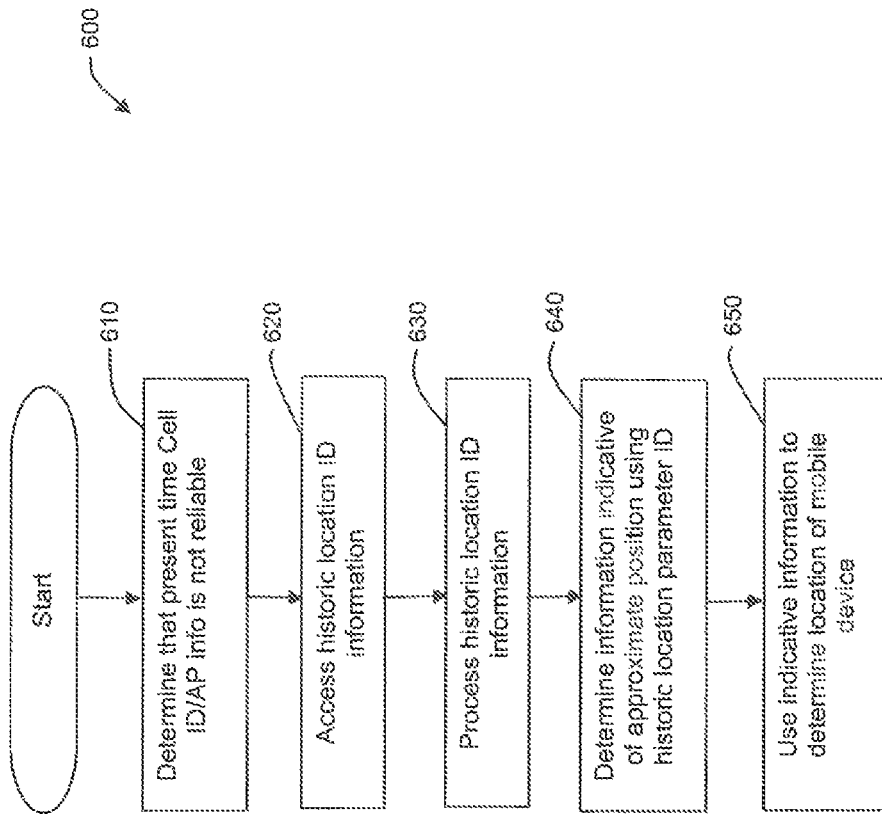 600
Start
610
Determine that present time Cell
ID/AP info is not reliable
620
Access historic location ID
information
630
Process historic location ID
information
640
Determine information indicative
of approximate position using
historic location parameter ID
650
Use indicative information to
determine location of mobile
device